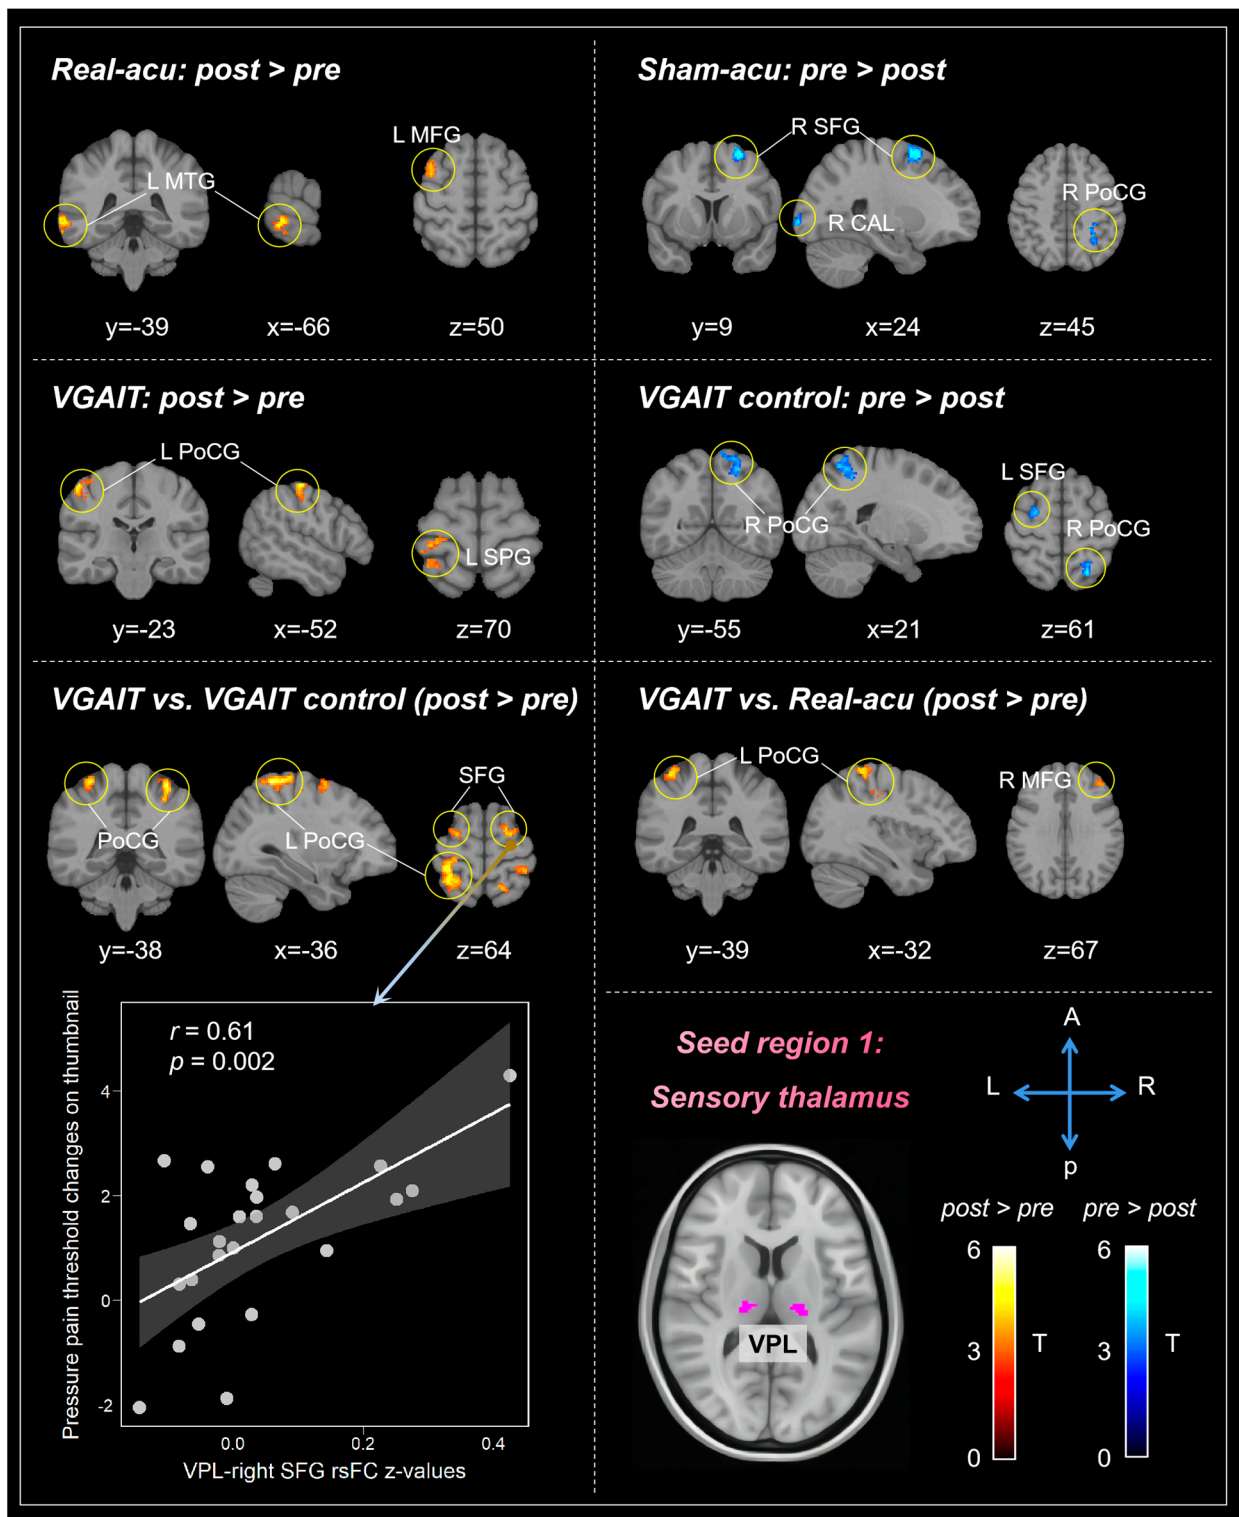 Real-acu: post > pre
L MFG
L MTG
y=-39
x=-66
z=50
Sham-acu: pre > post
R SFG
R PoCG
R CAL
y=9
x=24
z=45
VGAIT: post > pre
L PoCG
L SPG
y=-23
x=-52
z=70
VGAIT control: pre > post
L SFG
R PoCG
R PoCG
y=-55
x=21
z=61
VGAIT vs. VGAIT control (post > pre)
SFG
PoCG
L PoCG
y=-38
x=-36
z=64
VGAIT vs. Real-acu (post > pre)
L PoCG
R MFG
y=-39
x=-32
z=67
Pressure pain threshold changes on thumbnail
r = 0.61
p = 0.002
4
2
0
-2
0.0
0.2
0.4
VPL-right SFG rsFC z-values
Seed region 1:
Sensory thalamus
VPL
A
L
R
p
post > pre
pre > post
6
3
0
T
6
3
0
T